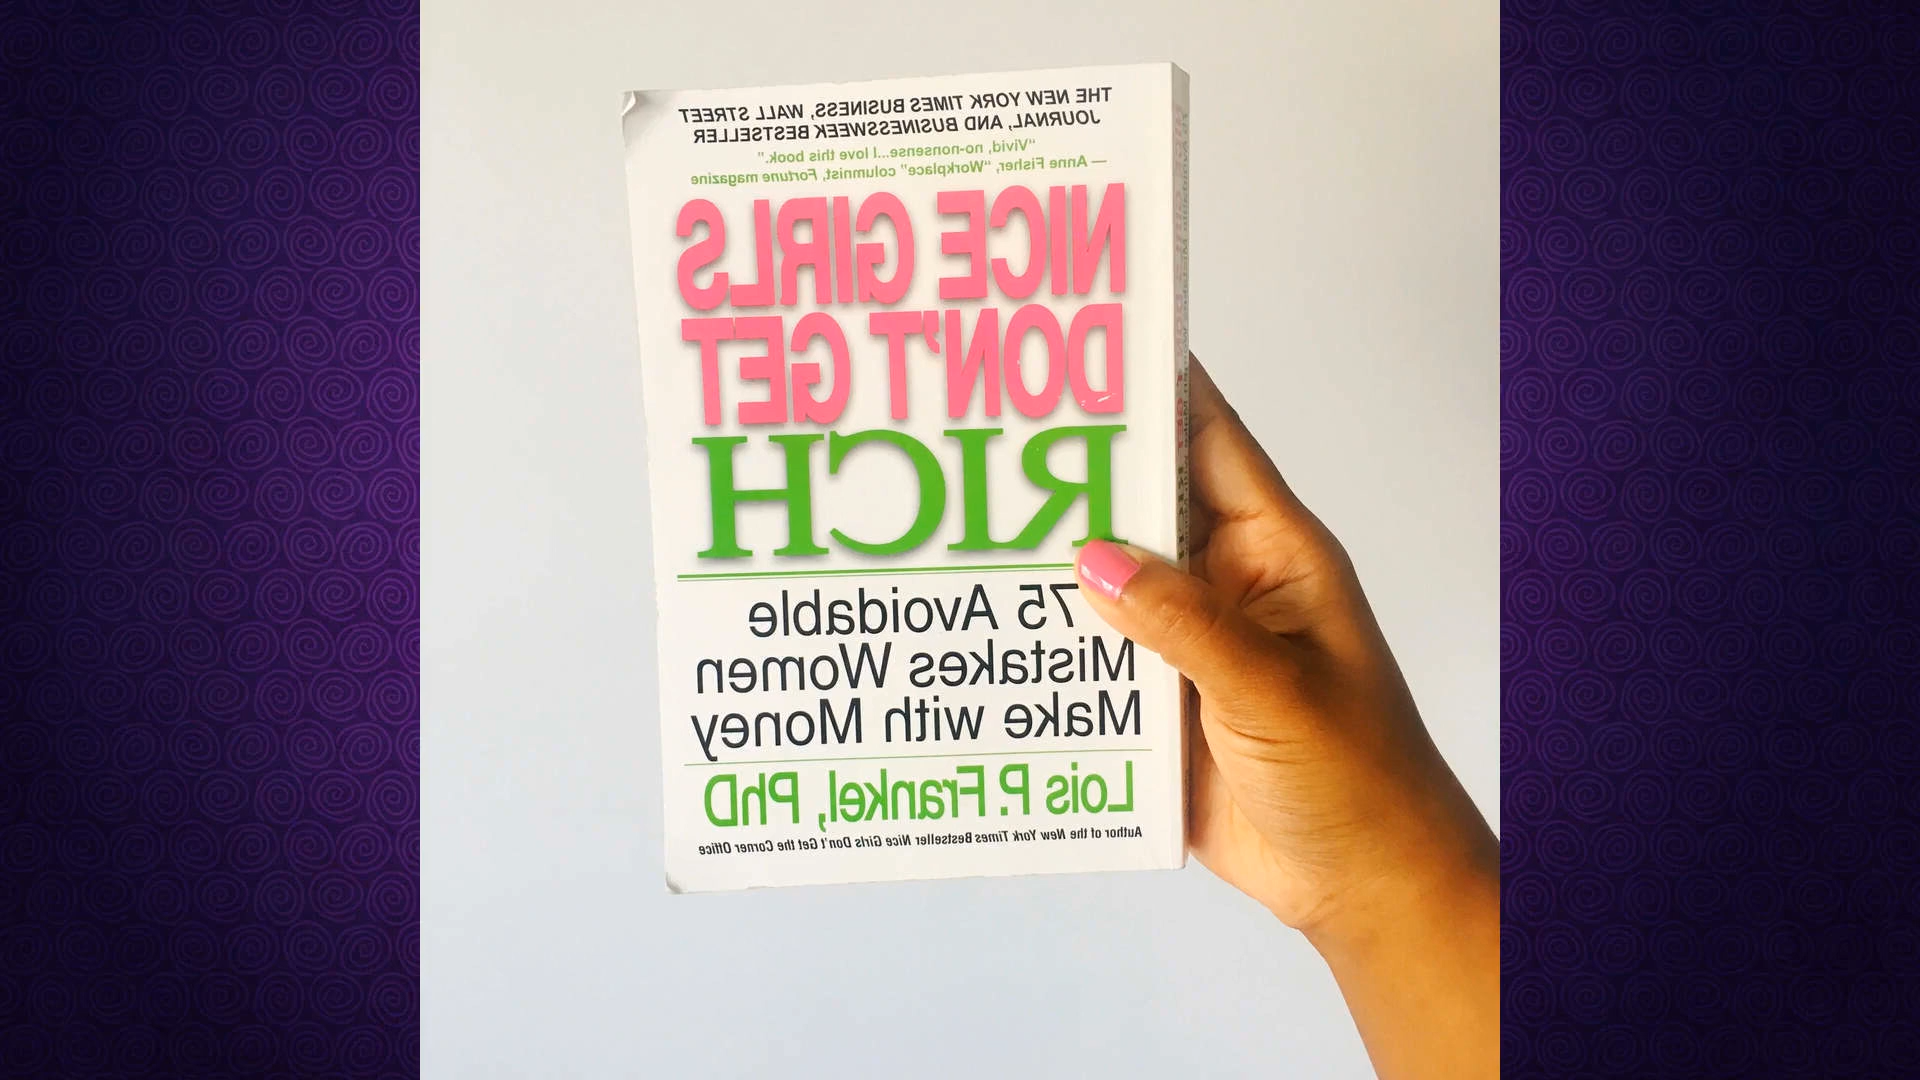 THE NEW YORK TIMES BUSINESS, WALL STREET
JOURNAL, AND BUSINESSWEEK BESTSELLER
"Vivid, no-nonsense...I love this book."
— Anne Fisher, "Workplace" columnist, Fortune magazine
NICE GIRLS
DON'T GET
RICH
75 Avoidable
Mistakes Women
Make with Money
Lois P. Frankel, PhD
Author of the New York Times Bestseller Nice Girls Don't Get the Corner Office